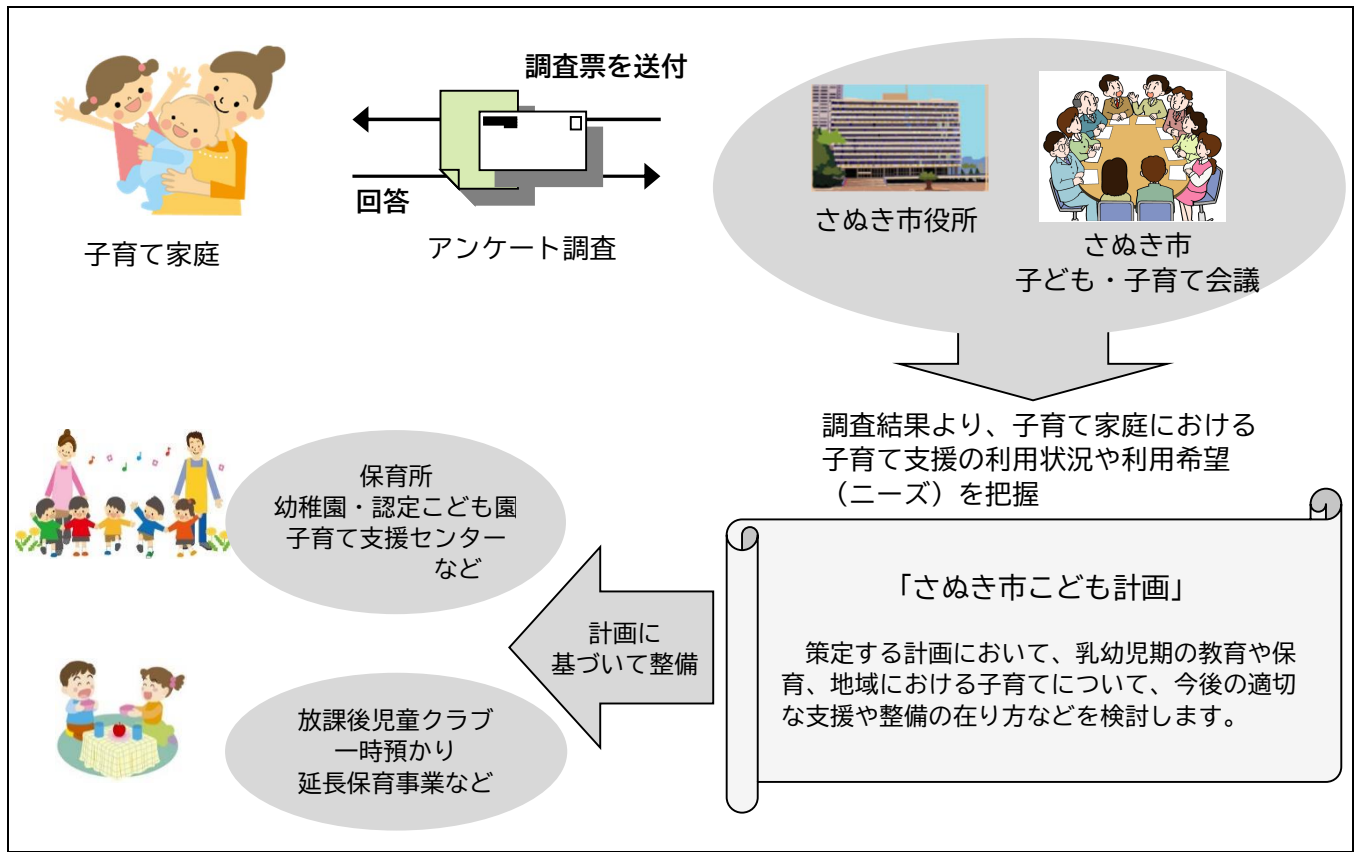 調査票を送付
回答
アンケート調査
子育て家庭
さぬき市役所
さぬき市
子ども・子育て会議
調査結果より、子育て家庭における
子育て支援の利用状況や利用希望
（ニーズ）を把握
「さぬき市こども計画」
策定する計画において、乳幼児期の教育や保
育、地域における子育てについて、今後の適切
な支援や整備の在り方などを検討します。
計画に
基づいて整備
保育所
幼稚園・認定こども園
子育て支援センター
など
放課後児童クラブ
一時預かり
延長保育事業など